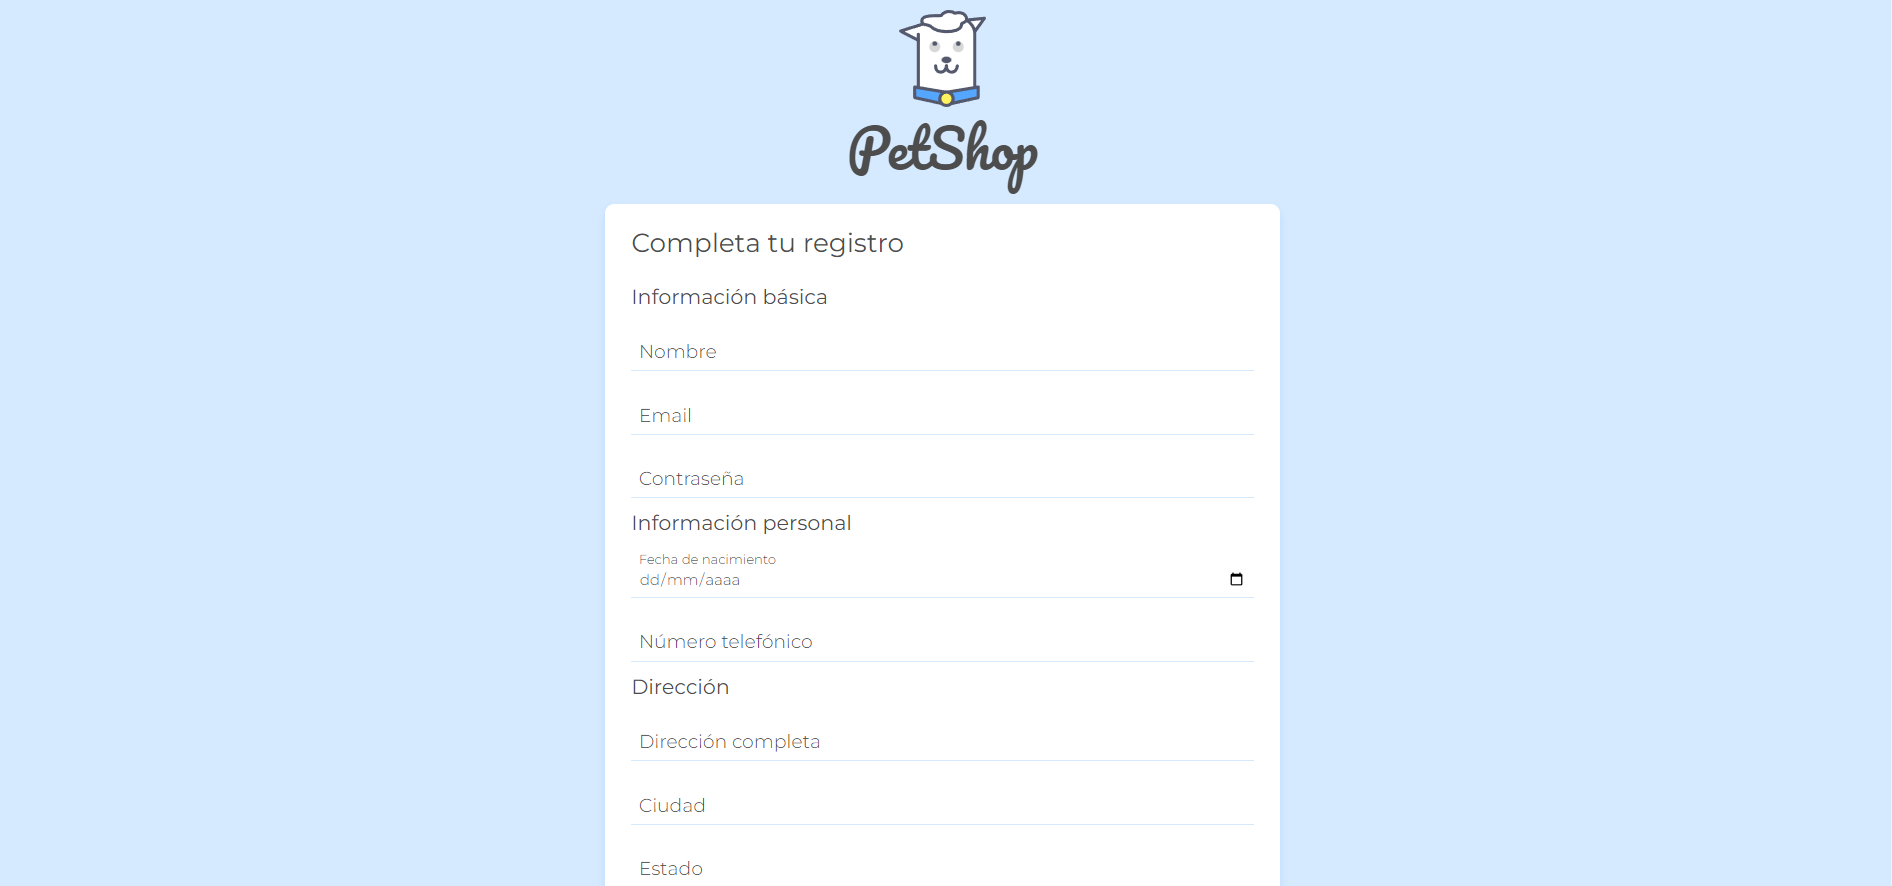 PetShop
Completa tu registro
Información básica
Nombre
Email
Contraseña
Información personal
Fecha de nacimiento
dd/mm/aaaa
Número telefónico
Dirección
Dirección completa
Ciudad
Estado